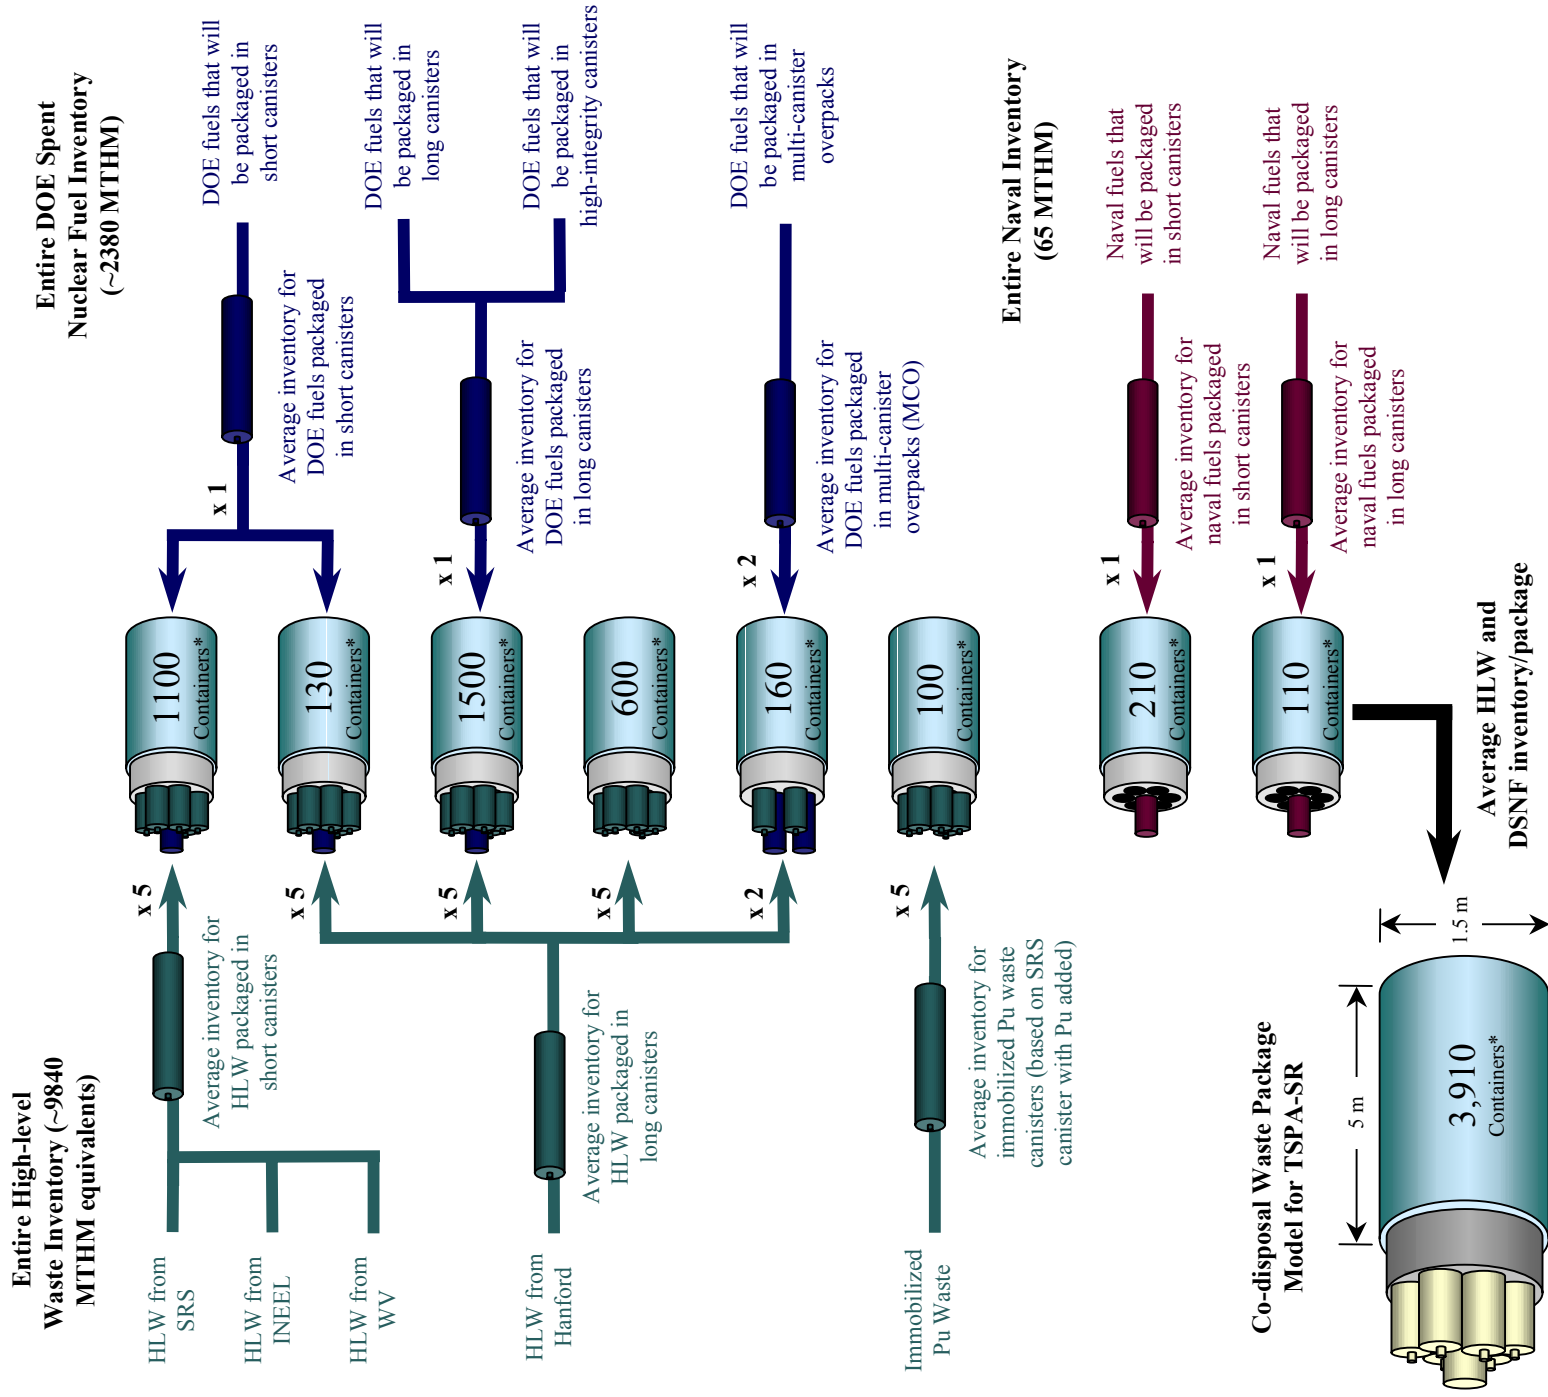 Entire High-level
Waste Inventory (~9840
MTHM equivalents)
HLW from
SRS
HLW from
INEEL
HLW from
WV
Average inventory for
HLW packaged in
short canisters
x 5
HLW from
Hanford
Average inventory for
HLW packaged in
long canisters
x 5
x 5
x 5
x 2
Immobilized
Pu Waste
Average inventory for
immobilized Pu waste
canisters (based on SRS
canister with Pu added)
x 5
1100
Containers*
130
Containers*
1500
Containers*
600
Containers*
160
Containers*
100
Containers*
210
Containers*
110
Containers*
Entire DOE Spent
Nuclear Fuel Inventory
(~2380 MTHM)
x 1
Average inventory for
DOE fuels packaged
in short canisters
DOE fuels that will
be packaged in
short canisters
x 1
Average inventory for
DOE fuels packaged
in long canisters
DOE fuels that will
be packaged in
long canisters
DOE fuels that will
be packaged in
high-integrity canisters
x 2
Average inventory for
DOE fuels packaged
in multi-canister
overpacks (MCO)
DOE fuels that will
be packaged in
multi-canister
overpacks
Entire Naval Inventory
(65 MTHM)
x 1
Average inventory for
naval fuels packaged
in short canisters
Naval fuels that
will be packaged
in short canisters
x 1
Average inventory for
naval fuels packaged
in long canisters
Naval fuels that
will be packaged
in long canisters
Average HLW and
DSNF inventory/package
Co-disposal Waste Package
Model for TSPA-SR
5 m
1.5 m
3,910
Containers*